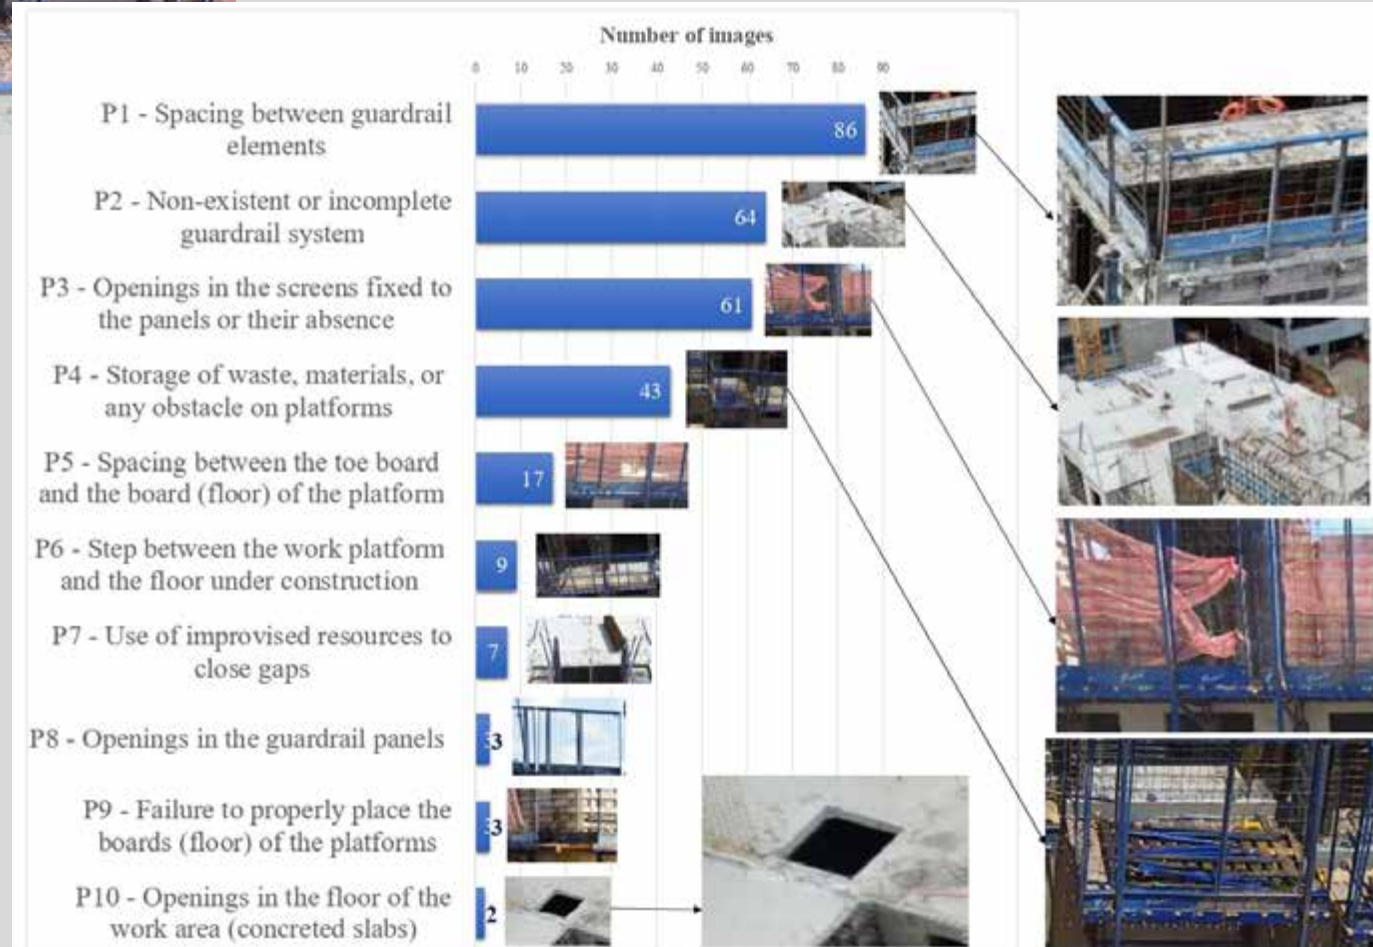 Number of images
0 10 20 30 40 50 60 70 80 90
P1 - Spacing between guardrail
elements
86
P2 - Non-existent or incomplete
guardrail system
64
P3 - Openings in the screens fixed to
the panels or their absence
61
P4 - Storage of waste, materials, or
any obstacle on platforms
43
P5 - Spacing between the toe board
and the board (floor) of the platform
17
P6 - Step between the work platform
and the floor under construction
9
P7 - Use of improvised resources to
close gaps
7
P8 - Openings in the guardrail panels
3
P9 - Failure to properly place the
boards (floor) of the platforms
3
P10 - Openings in the floor of the
work area (concreted slabs)
2